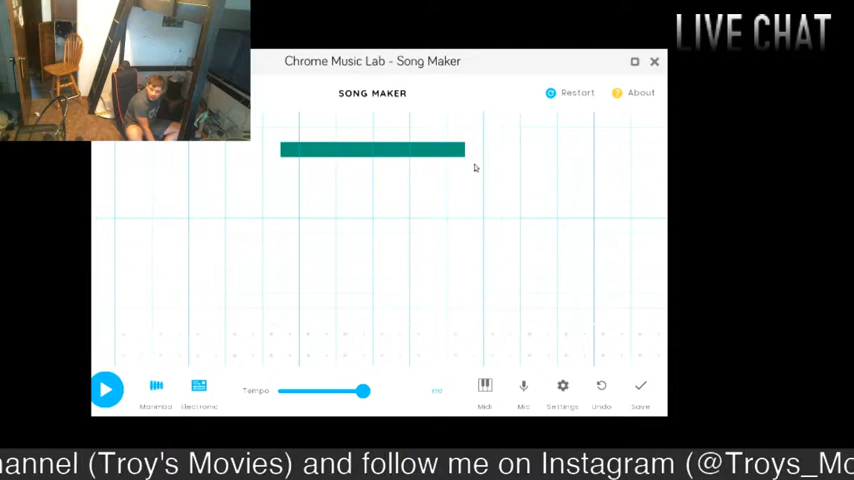 LIVE CHAT
Chrome Music Lab - Song Maker
SONG MAKER
Restart
? About
Tempo
Marimba
Electronic
Midi
Mic
Settings
Undo
Save
hannel (Troy's Movies) and follow me on Instagram (@Troys_Mo